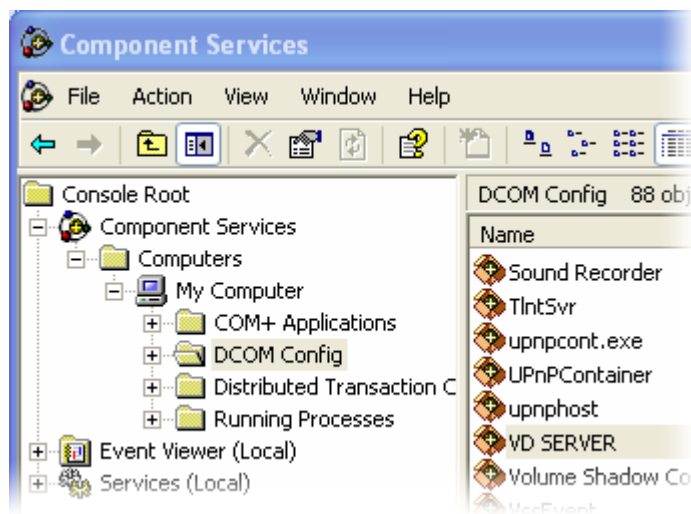 Component Services
File Action View Window Help
Console Root
Component Services
Computers
My Computer
COM+ Applications
DCOM Config
Distributed Transaction C
Running Processes
Event Viewer (Local)
Services (Local)
DCOM Config 88 obj
Name
Sound Recorder
TlntSvr
upnpcont.exe
UPnPContainer
upnphost
VD SERVER
Volume Shadow Co
VssEvent